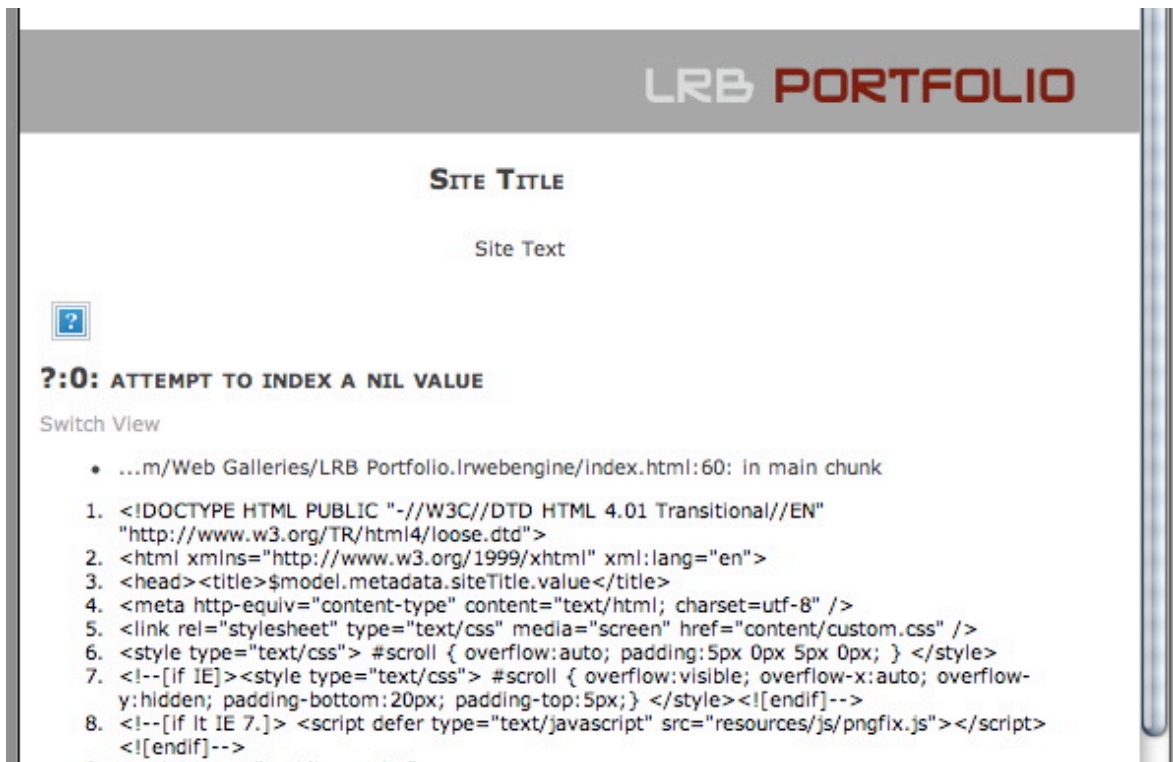 LRB PORTFOLIO
SITE TITLE
Site Text
?
?:0: ATTEMPT TO INDEX A NIL VALUE
Switch View
• ...m/Web Galleries/LRB Portfolio.lrwebengine/index.html:60: in main chunk
1. <!DOCTYPE HTML PUBLIC "-//W3C//DTD HTML 4.01 Transitional//EN"
"http://www.w3.org/TR/html4/loose.dtd">
2. <html xmlns="http://www.w3.org/1999/xhtml" xml:lang="en">
3. <head><title>$model.metadata.siteTitle.value</title>
4. <meta http-equiv="content-type" content="text/html; charset=utf-8" />
5. <link rel="stylesheet" type="text/css" media="screen" href="content/custom.css" />
6. <style type="text/css"> #scroll { overflow:auto; padding:5px 0px 5px 0px; } </style>
7. <!--[if IE]><style type="text/css"> #scroll { overflow:visible; overflow-x:auto; overflow-
y:hidden; padding-bottom:20px; padding-top:5px;} </style><![endif]-->
8. <!--[if lt IE 7.]> <script defer type="text/javascript" src="resources/js/pngfix.js"></script>
<![endif]-->